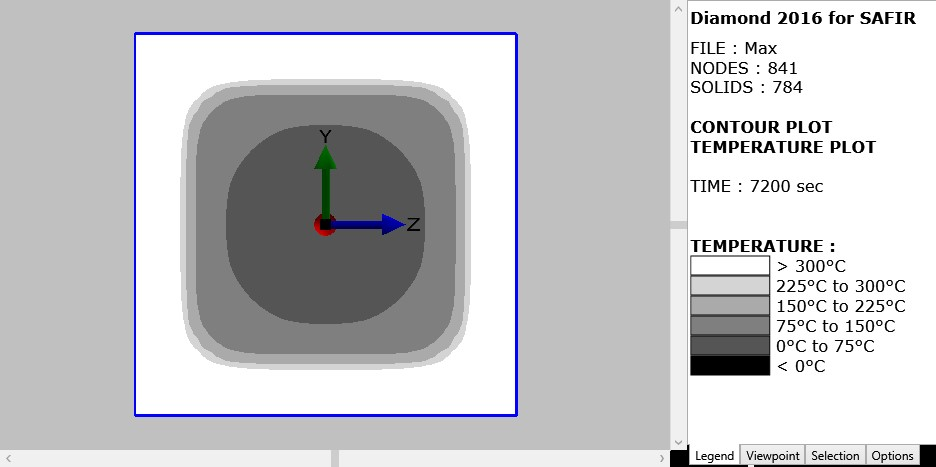 Y
Z
Diamond 2016 for SAFIR
FILE : Max
NODES : 841
SOLIDS : 784
CONTOUR PLOT
TEMPERATURE PLOT
TIME : 7200 sec
TEMPERATURE :
> 300°C
225°C to 300°C
150°C to 225°C
75°C to 150°C
0°C to 75°C
< 0°C
Legend Viewpoint Selection Options